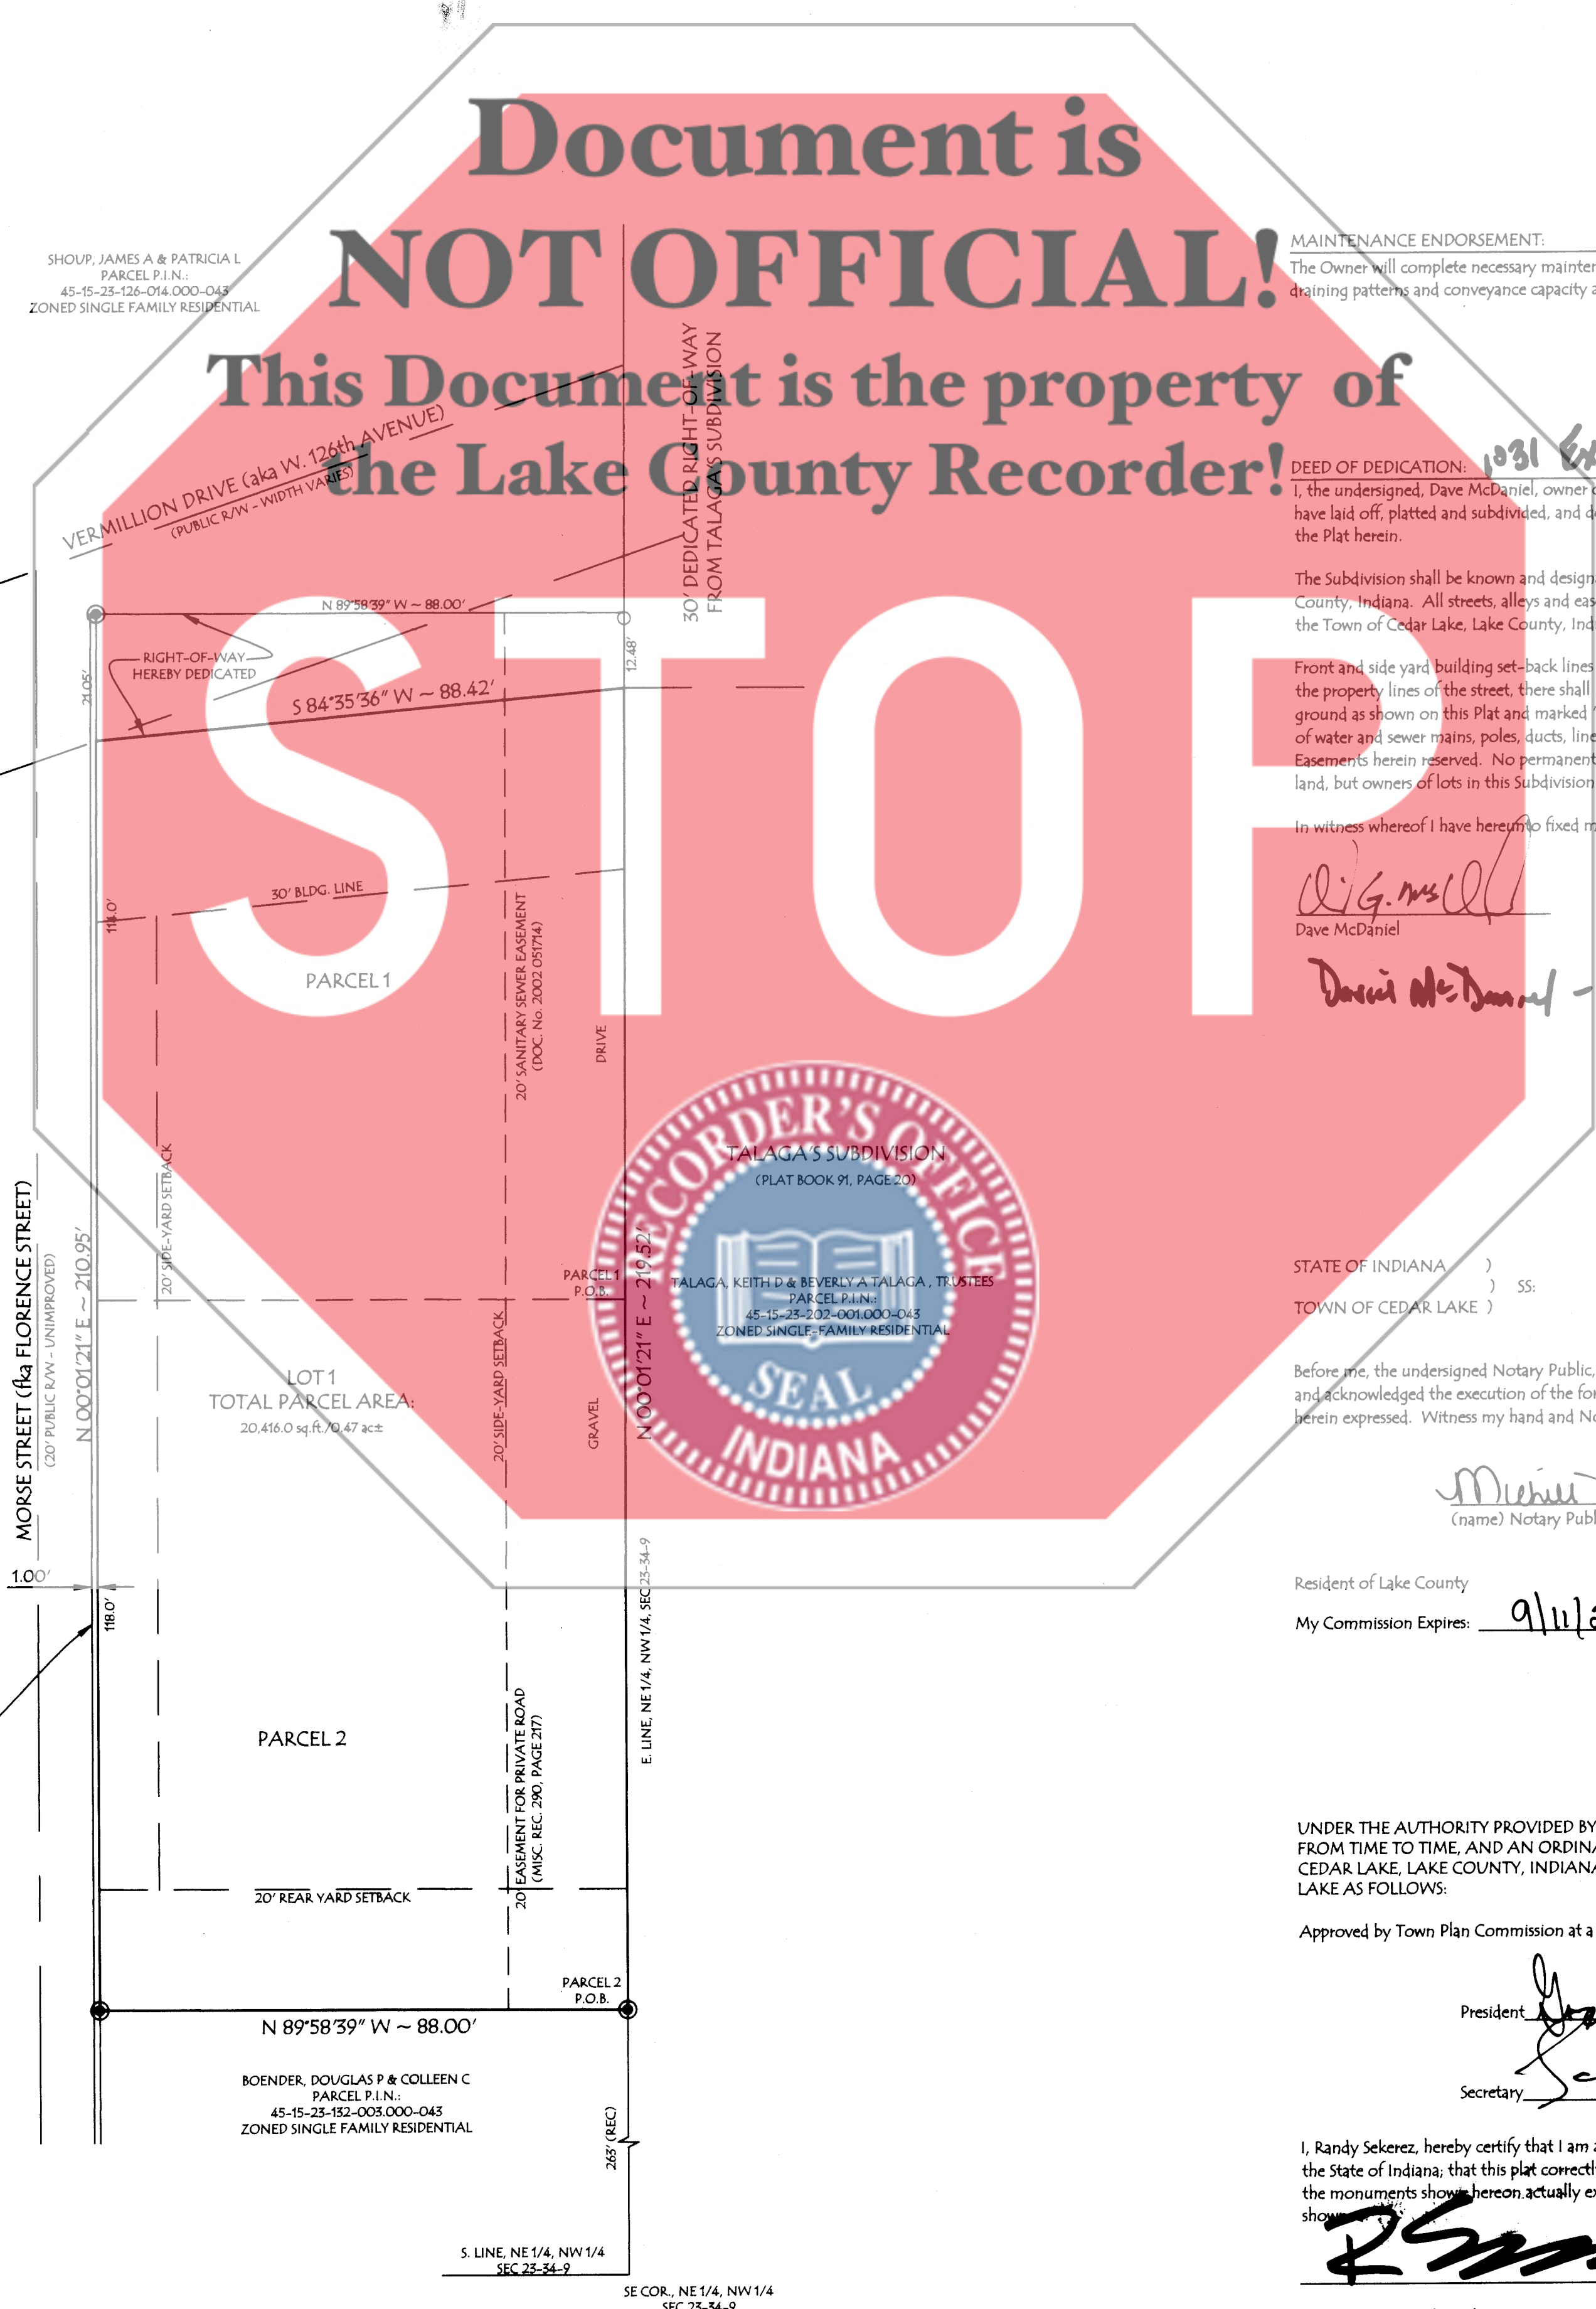 Document is
NOT OFFICIAL!
This Document is the property of
the Lake County Recorder!
STOP
RECORDER'S OFFICE
SEAL
INDIANA
SHOUP, JAMES A & PATRICIA L
PARCEL P.I.N.:
45-15-23-126-014.000-043
ZONED SINGLE FAMILY RESIDENTIAL
VERMILLION DRIVE (aka W. 126th AVENUE)
(PUBLIC R/W - WIDTH VARIES)
30' DEDICATED RIGHT-OF-WAY
FROM TALAGA'S SUBDIVISION
N 89°58'39" W ~ 88.00'
RIGHT-OF-WAY
HEREBY DEDICATED
21.05'
12.48'
S 84°35'36" W ~ 88.42'
30' BLDG. LINE
PARCEL 1
20' SANITARY SEWER EASEMENT
(DOC. No. 2002 051714)
DRIVE
20' SIDE-YARD SETBACK
MORSE STREET (fka FLORENCE STREET)
(20' PUBLIC R/W - UNIMPROVED)
N 00°01'21" E ~ 210.95'
TALAGA'S SUBDIVISION
(PLAT BOOK 91, PAGE 20)
PARCEL 1
P.O.B.
N 00°01'21" E ~ 219.52'
TALAGA, KEITH D & BEVERLY A TALAGA , TRUSTEES
PARCEL P.I.N.:
45-15-23-202-001.000-043
ZONED SINGLE-FAMILY RESIDENTIAL
LOT 1
TOTAL PARCEL AREA:
20,416.0 sq.ft./0.47 ac±
20' SIDE-YARD SETBACK
GRAVEL
1.00'
118.0'
E. LINE, NE 1/4, NW 1/4, SEC 23-34-9
PARCEL 2
20' EASEMENT FOR PRIVATE ROAD
(MISC. REC. 290, PAGE 217)
20' REAR YARD SETBACK
PARCEL 2
P.O.B.
N 89°58'39" W ~ 88.00'
BOENDER, DOUGLAS P & COLLEEN C
PARCEL P.I.N.:
45-15-23-132-003.000-043
ZONED SINGLE FAMILY RESIDENTIAL
263' (REC)
S. LINE, NE 1/4, NW 1/4
SEC 23-34-9
SE COR., NE 1/4, NW 1/4
SEC 23-34-9
MAINTENANCE ENDORSEMENT:
The Owner will complete necessary mainten
draining patterns and conveyance capacity a
DEED OF DEDICATION: 1031 Ex
I, the undersigned, Dave McDaniel, owner
have laid off, platted and subdivided, and d
the Plat herein.
The Subdivision shall be known and design
County, Indiana. All streets, alleys and eas
the Town of Cedar Lake, Lake County, Ind
Front and side yard building set-back lines
the property lines of the street, there shall
ground as shown on this Plat and marked
of water and sewer mains, poles, ducts, line
Easements herein reserved. No permanent
land, but owners of lots in this Subdivision
In witness whereof I have hereunto fixed m
Dave McDaniel
STATE OF INDIANA )
) SS:
TOWN OF CEDAR LAKE )
Before me, the undersigned Notary Public,
and acknowledged the execution of the for
herein expressed. Witness my hand and No
(name) Notary Publ
Resident of Lake County
My Commission Expires: 9/11/2
UNDER THE AUTHORITY PROVIDED BY
FROM TIME TO TIME, AND AN ORDINA
CEDAR LAKE, LAKE COUNTY, INDIANA
LAKE AS FOLLOWS:
Approved by Town Plan Commission at a
President
Secretary
I, Randy Sekerez, hereby certify that I am a
the State of Indiana; that this plat correctl
the monuments shown hereon actually ex
shown